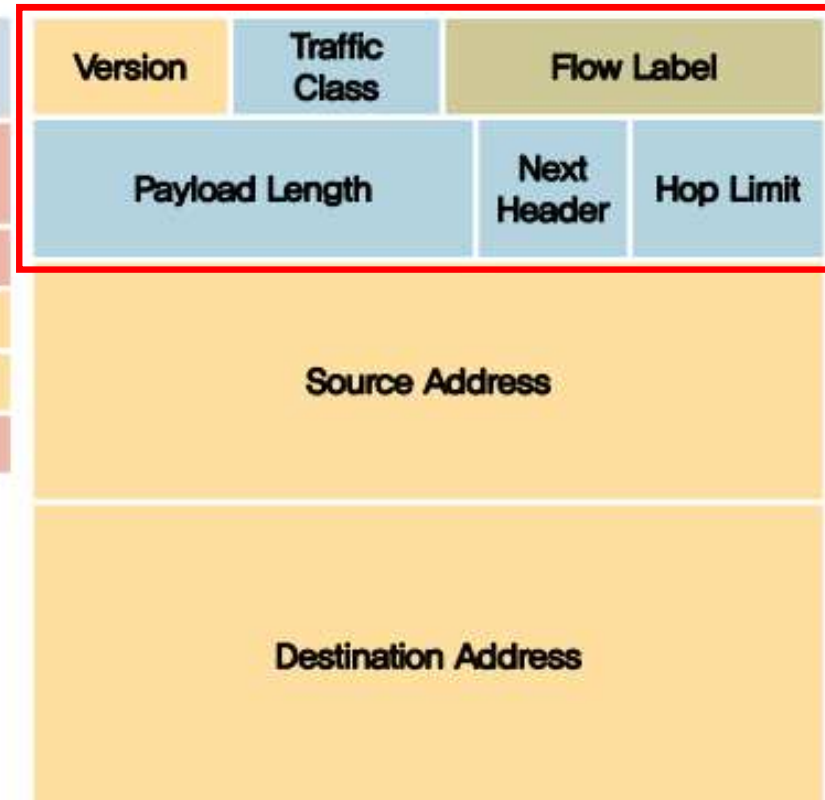 Version
Traffic
Class
Flow Label
Payload Length
Next
Header
Hop Limit
Source Address
Destination Address